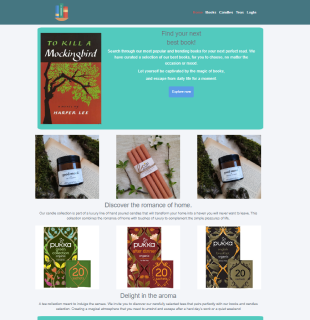 Home Books Candles Teas Login
Find your next
best book!
TO KILL A
Mockingbird
HARPER LEE
Search through our most popular and trending books for your next perfect read. We
have curated a selection of our best books, for you to choose, no matter the
occasion or mood.
Let yourself be captivated by the magic of books,
and escape from daily life for a moment.
Explore now
Discover the romance of home.
Our candle collection is part of a luxury line of hand poured candles that will transform your home into a haven you will never want to leave. This
collection combines the romance of home with touches of luxury to complement the simple pleasures of life.
pukka
pukka
pukka
20
20
20
Delight in the aroma
A tea collection meant to indulge the senses. We invite you to discover our carefully selected teas that pairs perfectly with our books and candles
selection. Creating a magical atmosphere that you need to unwind and escape after a hard day's work or a lazy weekend!